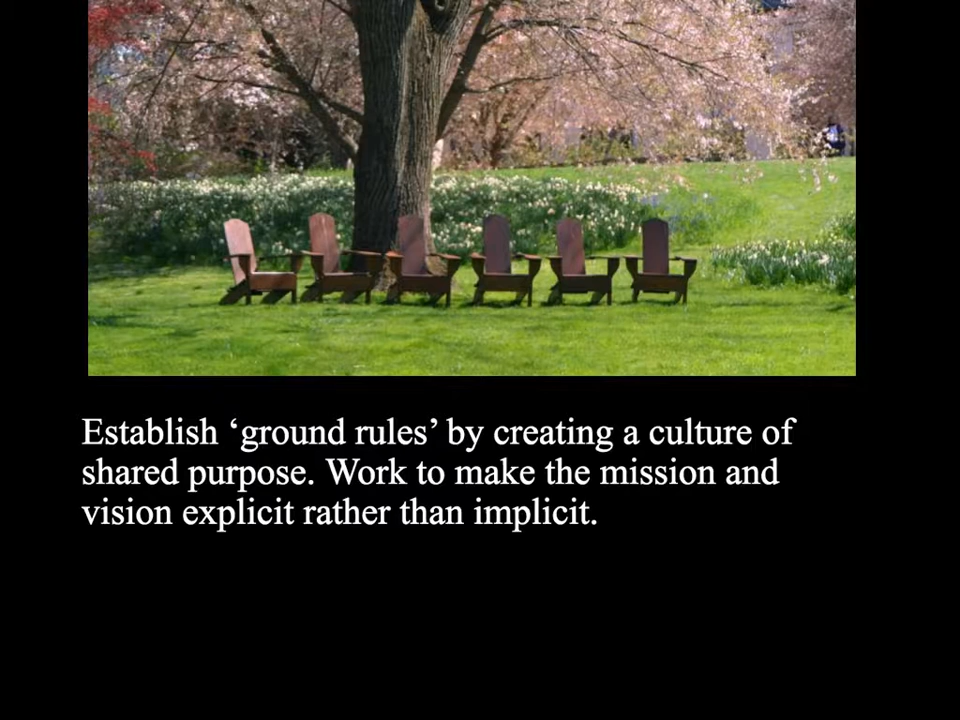 Establish ‘ground rules’ by creating a culture of
shared purpose. Work to make the mission and
vision explicit rather than implicit.